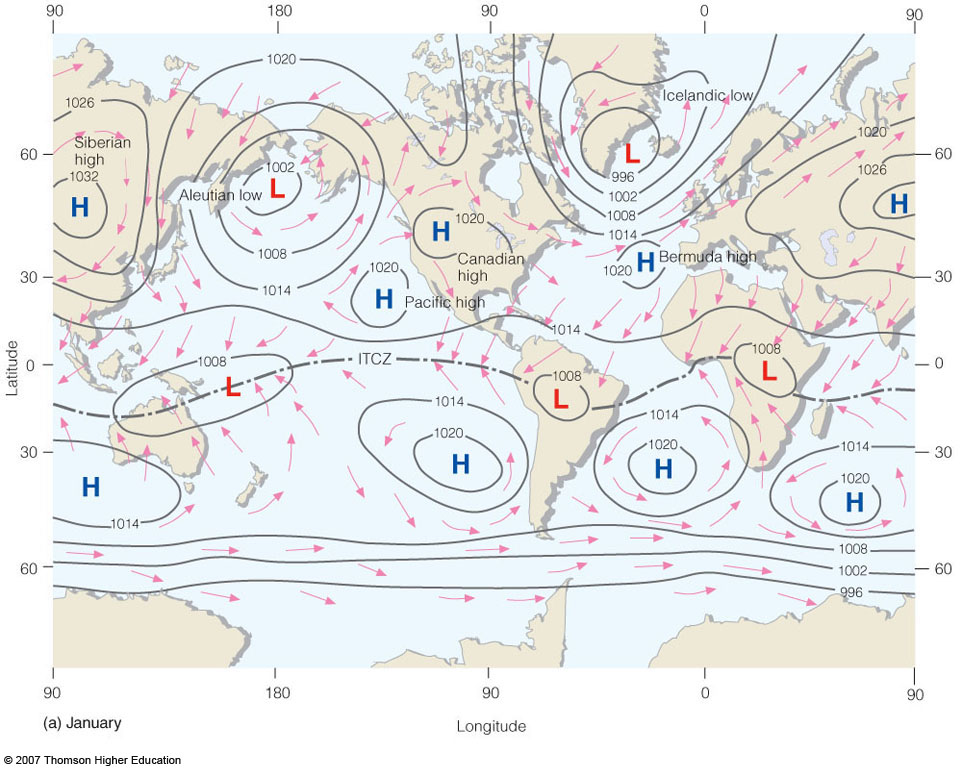 90 180 90 0 90
1020
1026
Icelandic low
Siberian
high
1020
60
60
1032
1002
L
L
996
1026
H
Aleutian low
1002
H
1008
1020
H
1014
1008
Canadian
high
H
Bermuda high
1020
1020
30
30
1014
H
Pacific high
1014
Latitude
0
1008
ITCZ
1008
1008
0
L
L
L
1014
1014
1020
1020
1014
30
30
H
H
H
1020
H
1014
1008
60
1002
60
996
90 180 90 0 90
(a) January
Longitude
© 2007 Thomson Higher Education